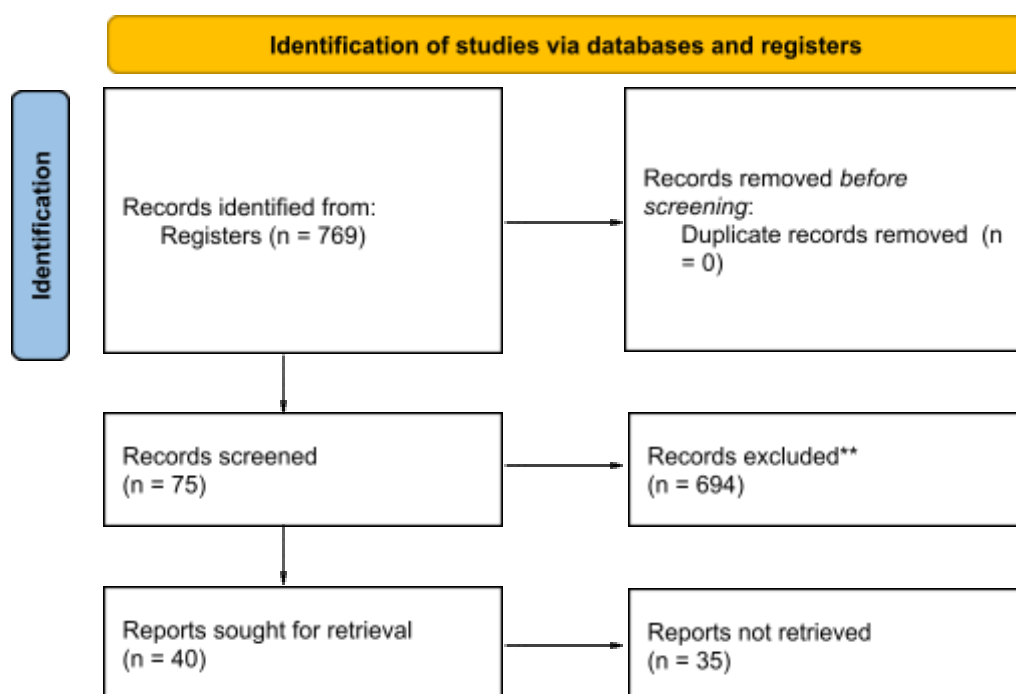 Identification of studies via databases and registers
Identification
Records identified from:
Registers (n = 769)
Records removed before
screening:
Duplicate records removed (n
= 0)
Records screened
(n = 75)
Records excluded**
(n = 694)
Reports sought for retrieval
(n = 40)
Reports not retrieved
(n = 35)